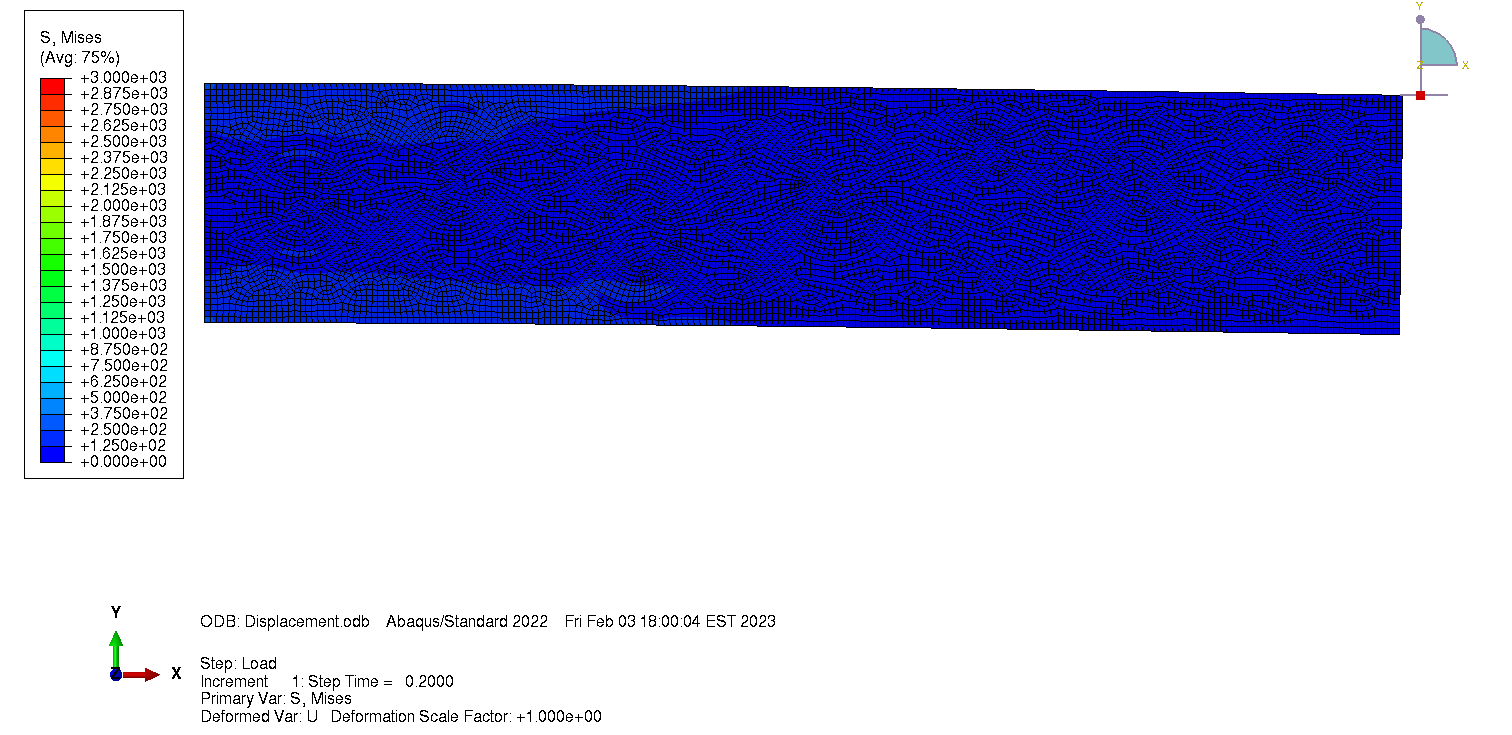 S, Mises
(Avg: 75%)
+3.000e+03
+2.875e+03
+2.750e+03
+2.625e+03
+2.500e+03
+2.375e+03
+2.250e+03
+2.125e+03
+2.000e+03
+1.875e+03
+1.750e+03
+1.625e+03
+1.500e+03
+1.375e+03
+1.250e+03
+1.125e+03
+1.000e+03
+8.750e+02
+7.500e+02
+6.250e+02
+5.000e+02
+3.750e+02
+2.500e+02
+1.250e+02
+0.000e+00
Y
Z X
Y
Z X
ODB: Displacement.odb Abaqus/Standard 2022 Fri Feb 03 18:00:04 EST 2023
Step: Load
Increment 1: Step Time = 0.2000
Primary Var: S, Mises
Deformed Var: U Deformation Scale Factor: +1.000e+00